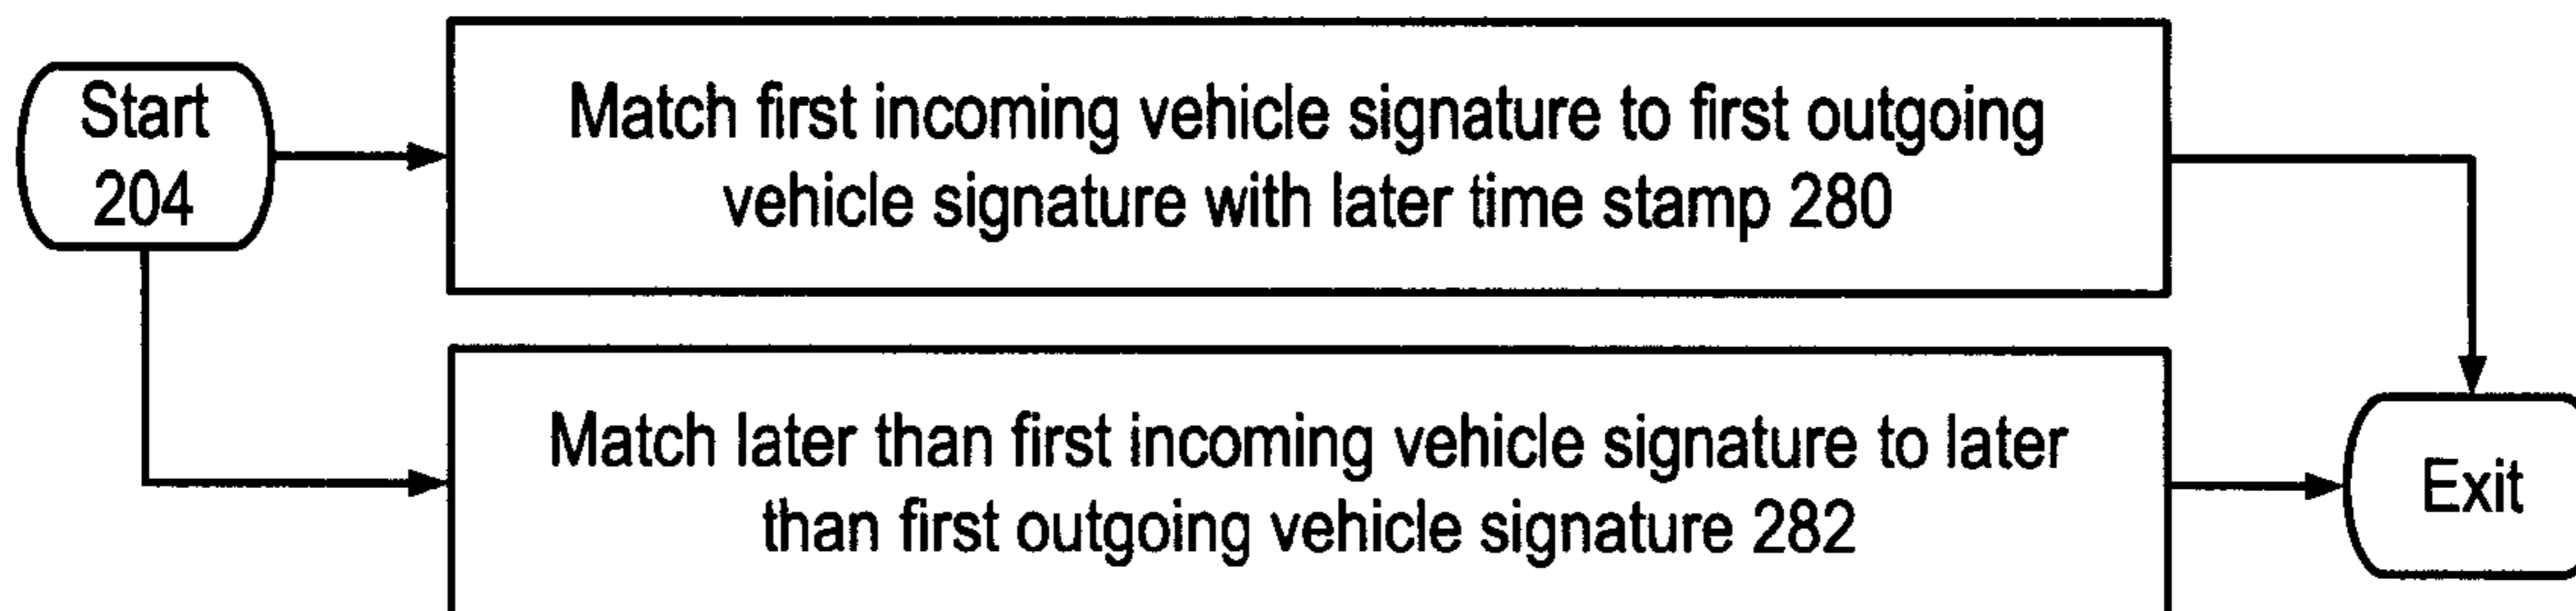 Start
204
Match first incoming vehicle signature to first outgoing
vehicle signature with later time stamp 280
Match later than first incoming vehicle signature to later
than first outgoing vehicle signature 282
Exit